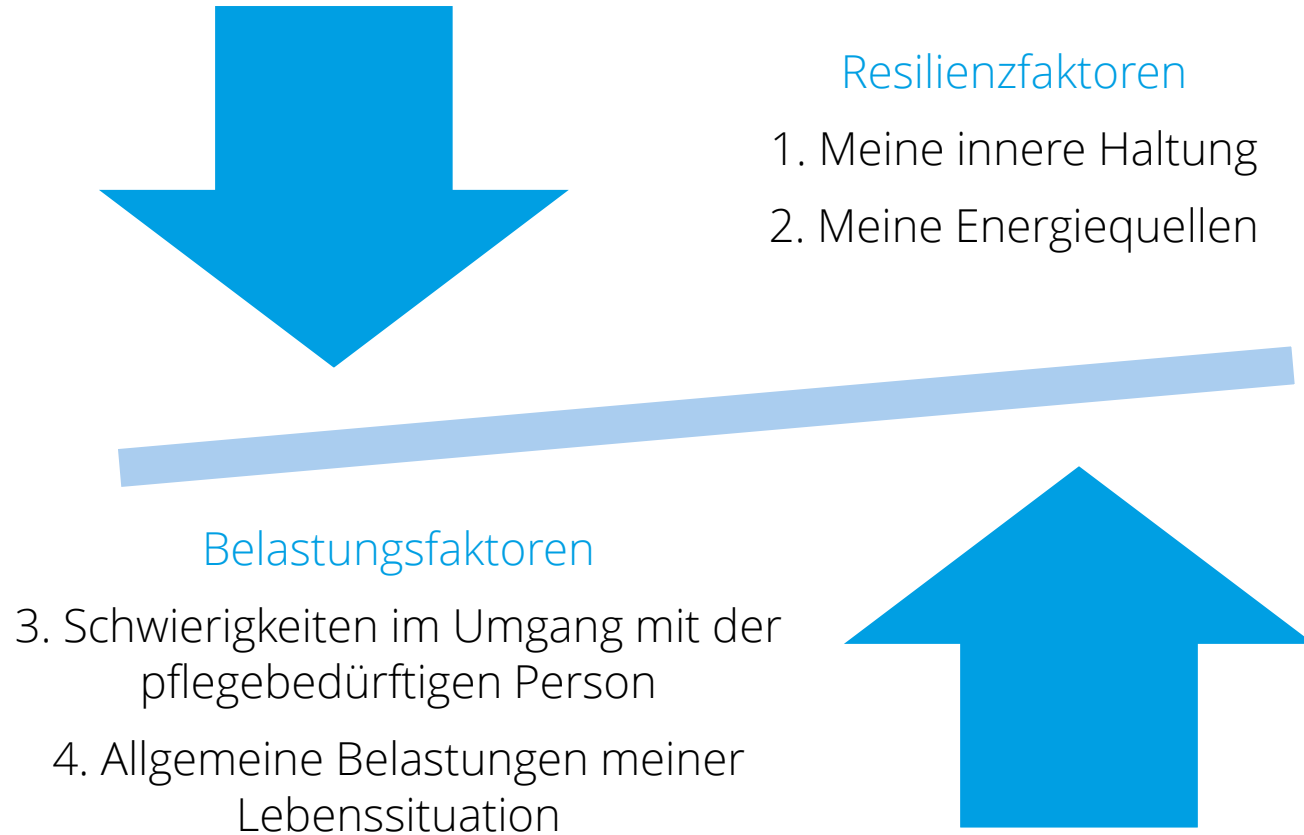 Resilienzfaktoren
1. Meine innere Haltung
2. Meine Energiequellen
Belastungsfaktoren
3. Schwierigkeiten im Umgang mit der
pflegebedürftigen Person
4. Allgemeine Belastungen meiner
Lebenssituation